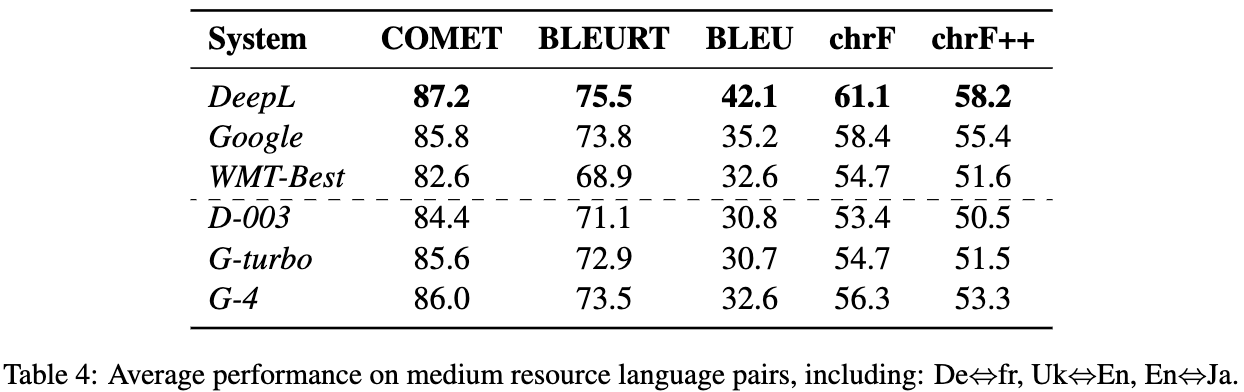 System COMET BLEURT BLEU chrF chrF++
DeepL 87.2 75.5 42.1 61.1 58.2
Google 85.8 73.8 35.2 58.4 55.4
WMT-Best 82.6 68.9 32.6 54.7 51.6
D-003 84.4 71.1 30.8 53.4 50.5
G-turbo 85.6 72.9 30.7 54.7 51.5
G-4 86.0 73.5 32.6 56.3 53.3
Table 4: Average performance on medium resource language pairs, including: De⇔fr, Uk⇔En, En⇔Ja.